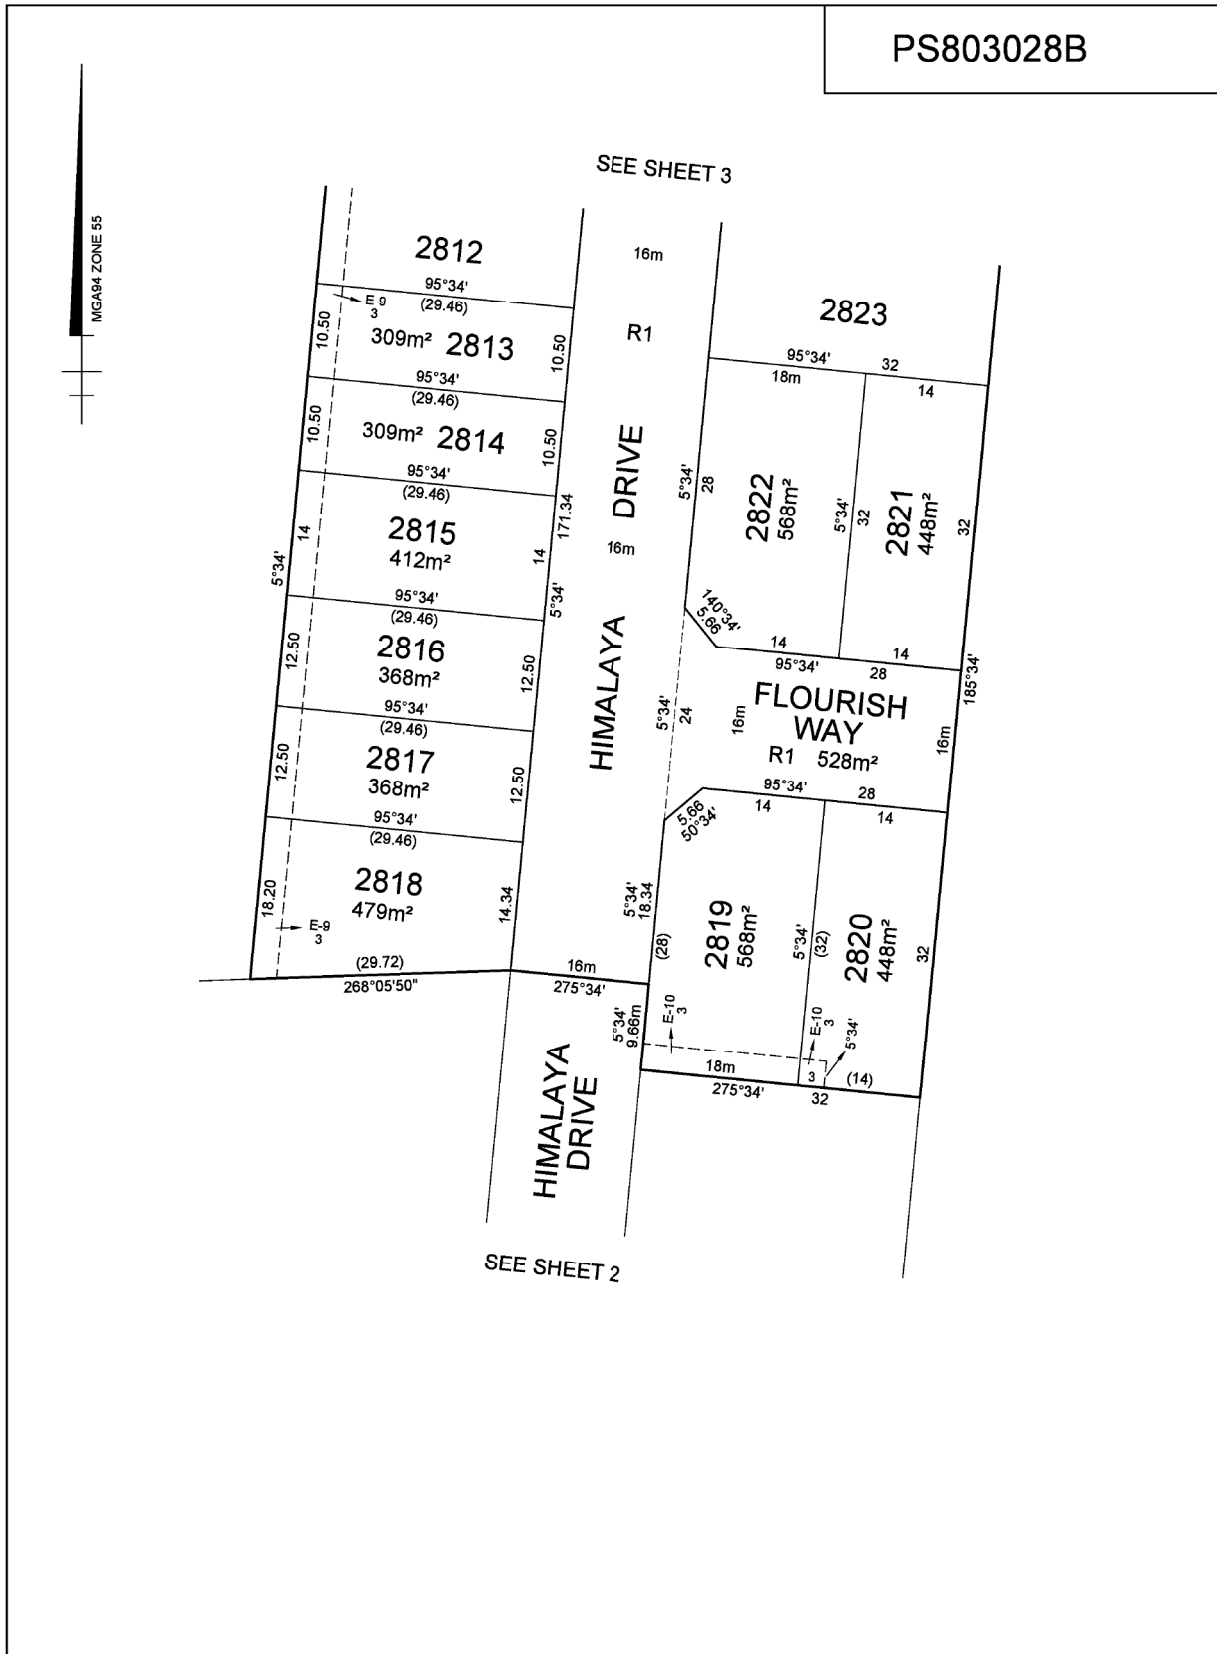 PS803028B
MGA94 ZONE 55
SEE SHEET 3
2812
95°34'
(29.46)
E-9
3
10.50
309m² 2813
10.50
95°34'
(29.46)
10.50
309m² 2814
10.50
95°34'
(29.46)
14
2815
412m²
14
171.34
5°34'
5°34'
95°34'
(29.46)
12.50
2816
368m²
12.50
95°34'
(29.46)
12.50
2817
368m²
12.50
95°34'
(29.46)
18.20
2818
479m²
14.34
E-9
3
(29.72)
268°05'50"
16m
R1
HIMALAYA DRIVE
16m
16m
275°34'
HIMALAYA
DRIVE
SEE SHEET 2
2823
95°34'
32
18m
14
5°34'
28
2822
568m²
5°34'
32
2821
448m²
32
140°34'
5.66
14
95°34'
14
28
185°34'
5°34'
24
16m
FLOURISH
WAY
R1 528m²
16m
95°34'
28
5.66
50°34'
14
14
5°34'
18.34
(28)
2819
568m²
5°34'
(32)
2820
448m²
32
5°34'
9.66m
E-10
3
E-10
3
5°34'
18m
3
(14)
275°34'
32